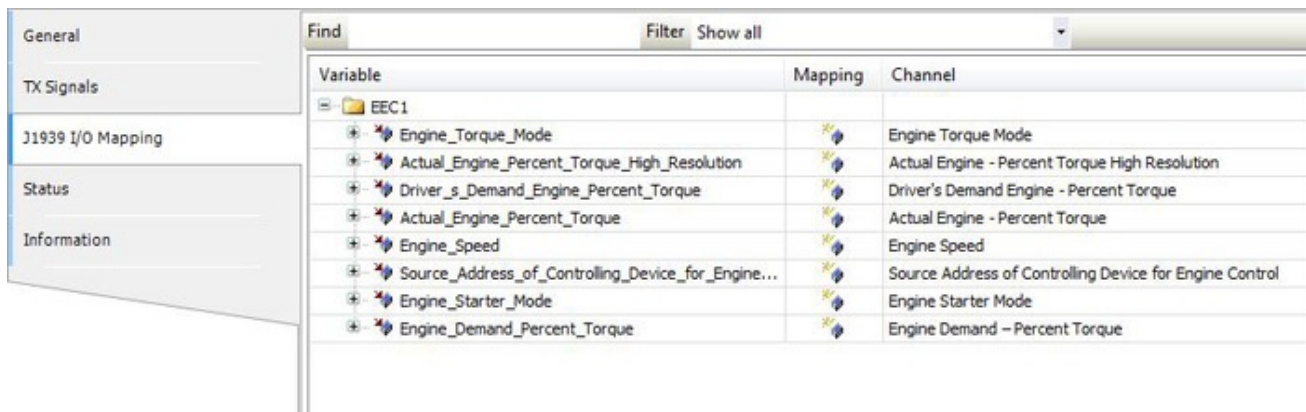 General
TX Signals
J1939 I/O Mapping
Status
Information
Find Filter Show all
Variable Mapping Channel
EEC1
Engine_Torque_Mode Engine Torque Mode
Actual_Engine_Percent_Torque_High_Resolution Actual Engine - Percent Torque High Resolution
Driver_s_Demand_Engine_Percent_Torque Driver's Demand Engine - Percent Torque
Actual_Engine_Percent_Torque Actual Engine - Percent Torque
Engine_Speed Engine Speed
Source_Address_of_Controlling_Device_for_Engine... Source Address of Controlling Device for Engine Control
Engine_Starter_Mode Engine Starter Mode
Engine_Demand_Percent_Torque Engine Demand – Percent Torque